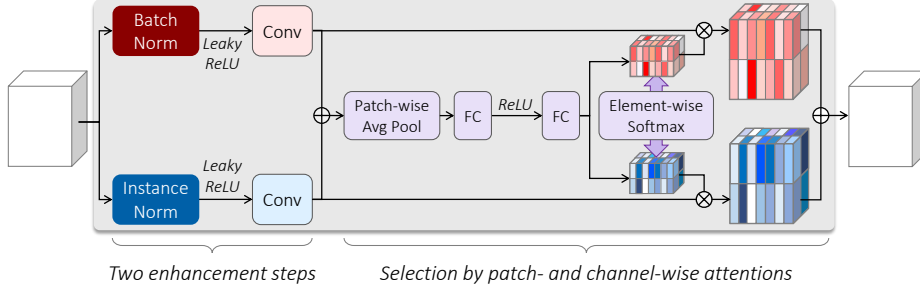 Batch
Norm
Leaky
ReLU
Conv
Patch-wise
Avg Pool
FC
ReLU
FC
Element-wise
Softmax
Instance
Norm
Leaky
ReLU
Conv
Two enhancement steps
Selection by patch- and channel-wise attentions